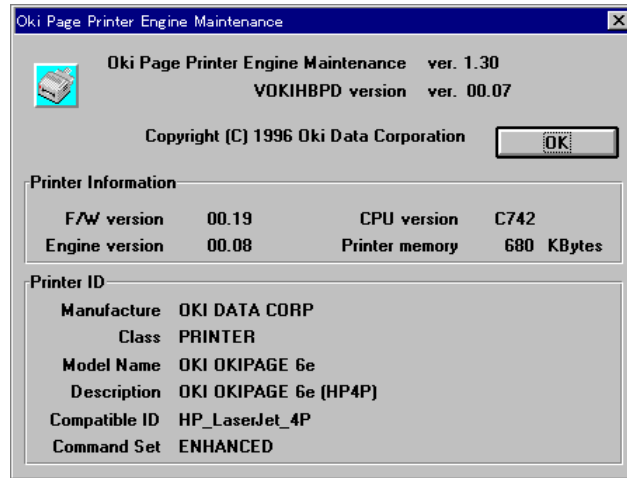 Oki Page Printer Engine Maintenance
Oki Page Printer Engine Maintenance ver. 1.30
VOKIHBPD version ver. 00.07
Copyright (C) 1996 Oki Data Corporation
OK
Printer Information
F/W version 00.19 CPU version C742
Engine version 00.08 Printer memory 680 KBytes
Printer ID
Manufacture OKI DATA CORP
Class PRINTER
Model Name OKI OKIPAGE 6e
Description OKI OKIPAGE 6e (HP4P)
Compatible ID HP_LaserJet_4P
Command Set ENHANCED